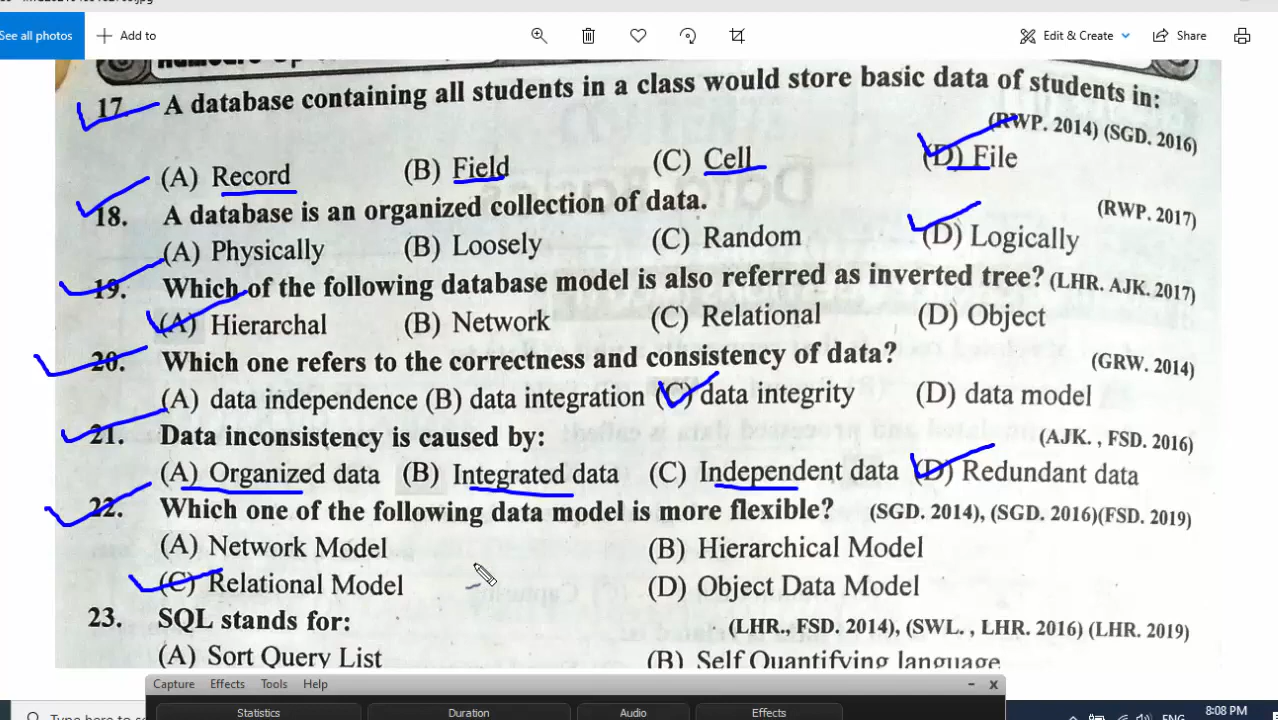 See all photos
Add to
Edit & Create
Share
17. A database containing all students in a class would store basic data of students in:
(RWP. 2014) (SGD. 2016)
(A) Record (B) Field (C) Cell (D) File
18. A database is an organized collection of data.
(RWP. 2017)
(A) Physically (B) Loosely (C) Random (D) Logically
19. Which of the following database model is also referred as inverted tree? (LHR. AJK. 2017)
(A) Hierarchal (B) Network (C) Relational (D) Object
20. Which one refers to the correctness and consistency of data? (GRW. 2014)
(A) data independence (B) data integration (C) data integrity (D) data model
21. Data inconsistency is caused by: (AJK. , FSD. 2016)
(A) Organized data (B) Integrated data (C) Independent data (D) Redundant data
22. Which one of the following data model is more flexible? (SGD. 2014), (SGD. 2016)(FSD. 2019)
(A) Network Model (B) Hierarchical Model
(C) Relational Model (D) Object Data Model
23. SQL stands for: (LHR., FSD. 2014), (SWL. , LHR. 2016) (LHR. 2019)
(A) Sort Query List (B) Self Quantifying language
Capture Effects Tools Help
Statistics Duration Audio Effects
8:08 PM
ENG